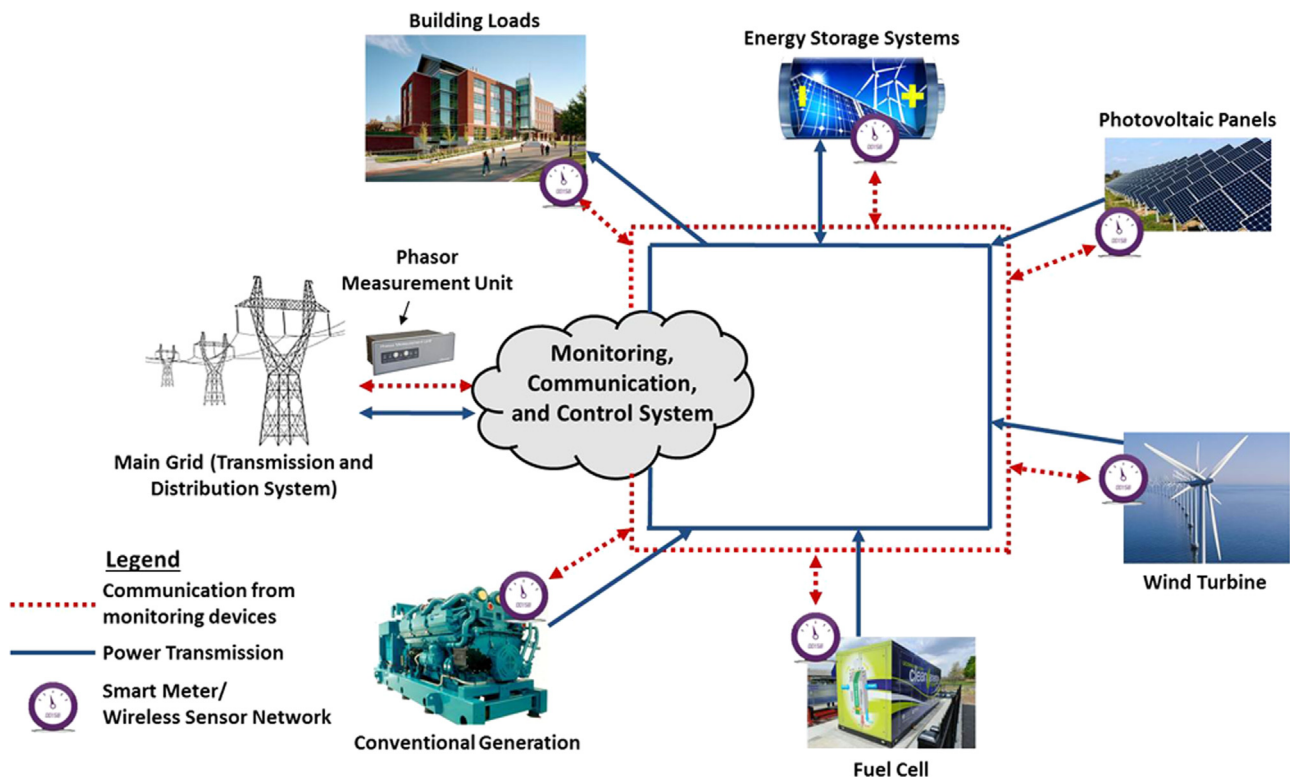 Building Loads
Energy Storage Systems
Photovoltaic Panels
Phasor
Measurement Unit
Monitoring,
Communication,
and Control System
Main Grid (Transmission and
Distribution System)
Legend
Communication from
monitoring devices
Power Transmission
Smart Meter/
Wireless Sensor Network
Conventional Generation
Fuel Cell
Wind Turbine